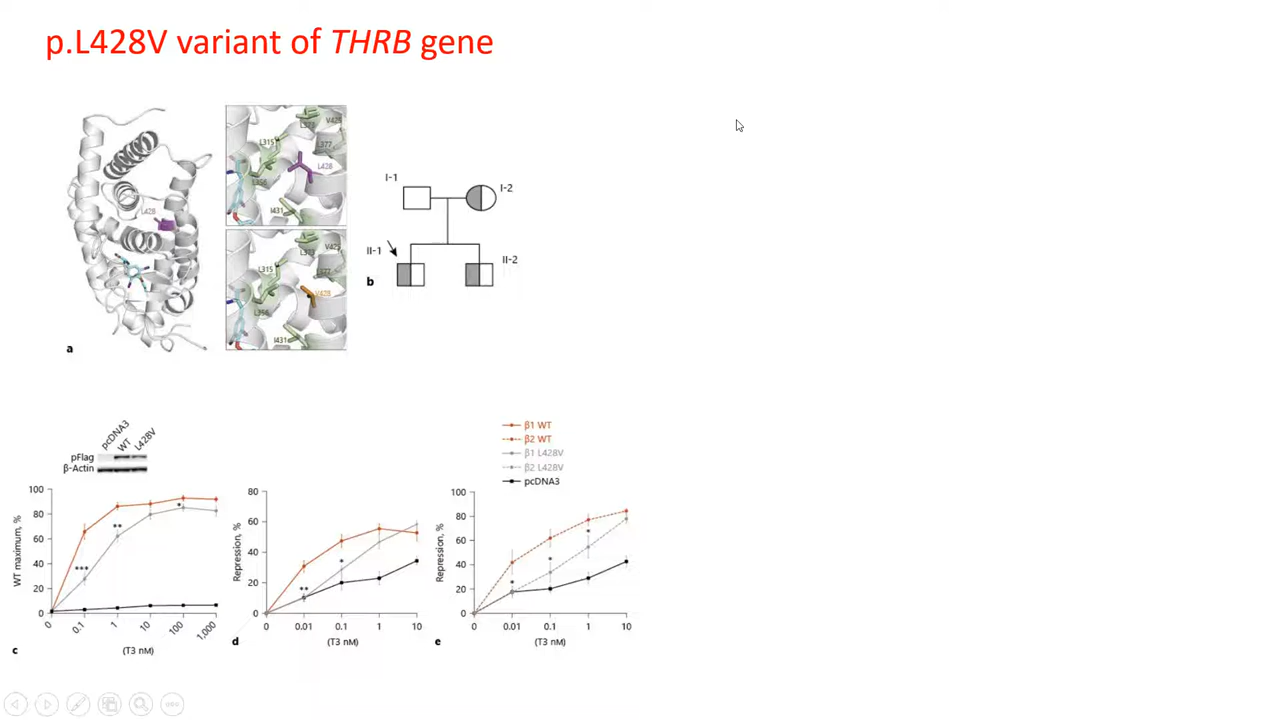 p.L428V variant of THRB gene
L428
L373
V425
L315
L377
L428
L356
I431
L373
V425
L315
L377
V428
L356
I431
a
I-1
I-2
II-1
II-2
b
pcDNA3
WT
L428V
pFlag
β-Actin
WT maximum, %
100
80
60
40
20
0
***
**
*
0
0.1
1
10
100
1,000
(T3 nM)
c
Repression, %
80
60
40
20
0
**
*
0
0.01
0.1
1
10
(T3 nM)
d
β1 WT
β2 WT
β1 L428V
β2 L428V
pcDNA3
Repression, %
100
80
60
40
20
0
*
*
*
0
0.01
0.1
1
10
(T3 nM)
e